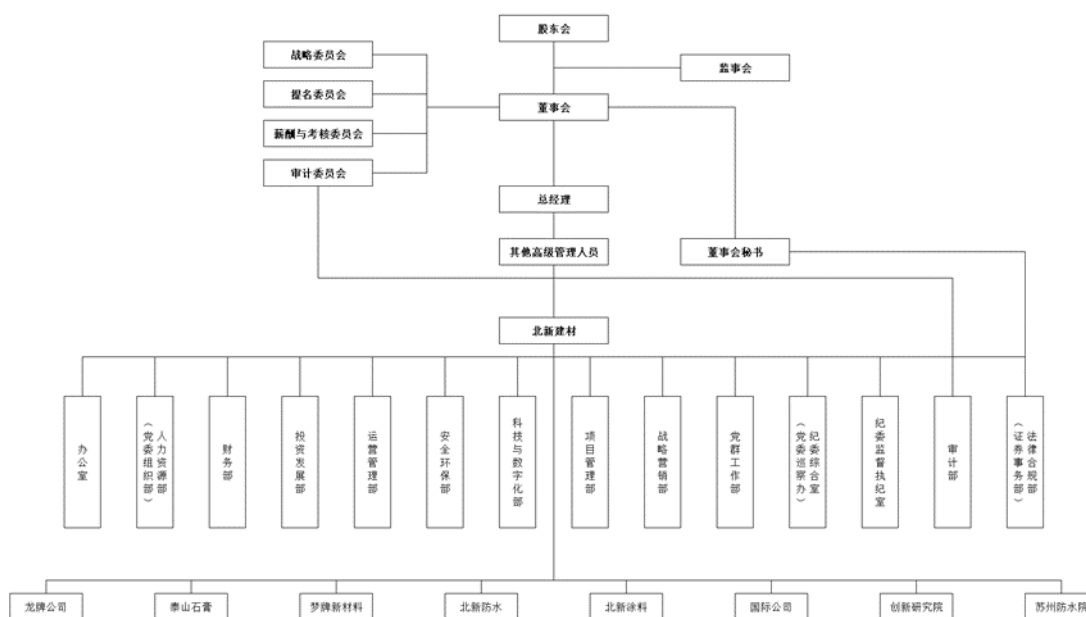 股东会
战略委员会
监事会
提名委员会
董事会
薪酬与考核委员会
审计委员会
总经理
其他高级管理人员
董事会秘书
北新建材
办公室
人力资源部
（党委组织部）
财务部
投资发展部
运营管理部
安全环保部
科技与数字化部
项目管理部
战略营销部
党群工作部
纪委综合室
（党委巡察办）
纪委监督执纪室
审计部
法律合规部
（证券事务部）
龙牌公司
泰山石膏
梦牌新材料
北新防水
北新涂料
国际公司
创新研究院
苏州防水院